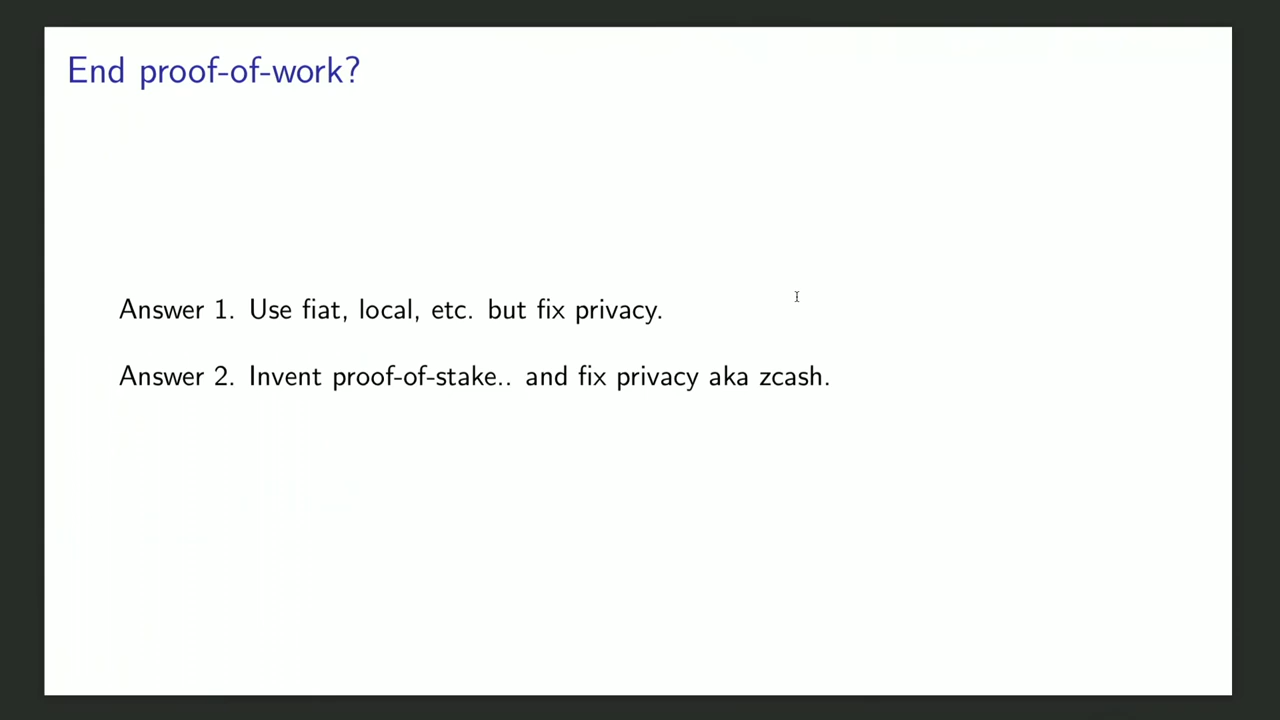 End proof-of-work?
Answer 1. Use fiat, local, etc. but fix privacy.
Answer 2. Invent proof-of-stake.. and fix privacy aka zcash.